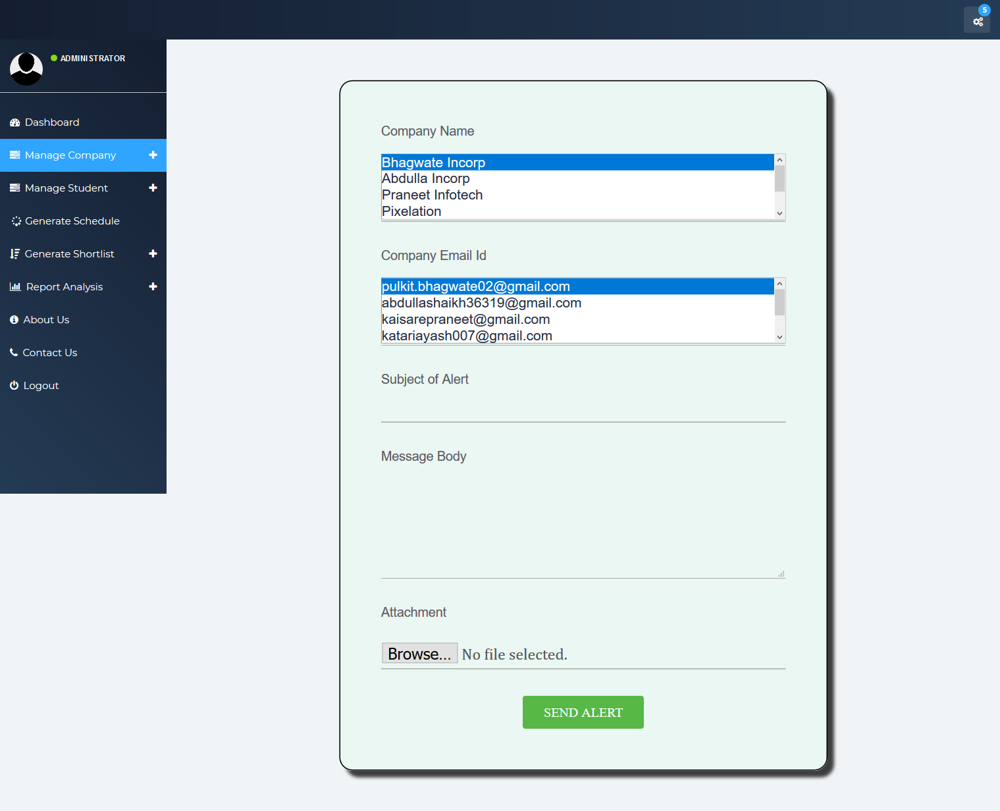 5
ADMINISTRATOR
Dashboard
Manage Company
Manage Student
Generate Schedule
Generate Shortlist
Report Analysis
About Us
Contact Us
Logout
Company Name
Bhagwate Incorp
Abdulla Incorp
Praneet Infotech
Pixelation
Company Email Id
pulkit.bhagwate02@gmail.com
abdullashaikh36319@gmail.com
kaisarepraneet@gmail.com
katariayash007@gmail.com
Subject of Alert
Message Body
Attachment
Browse... No file selected.
SEND ALERT